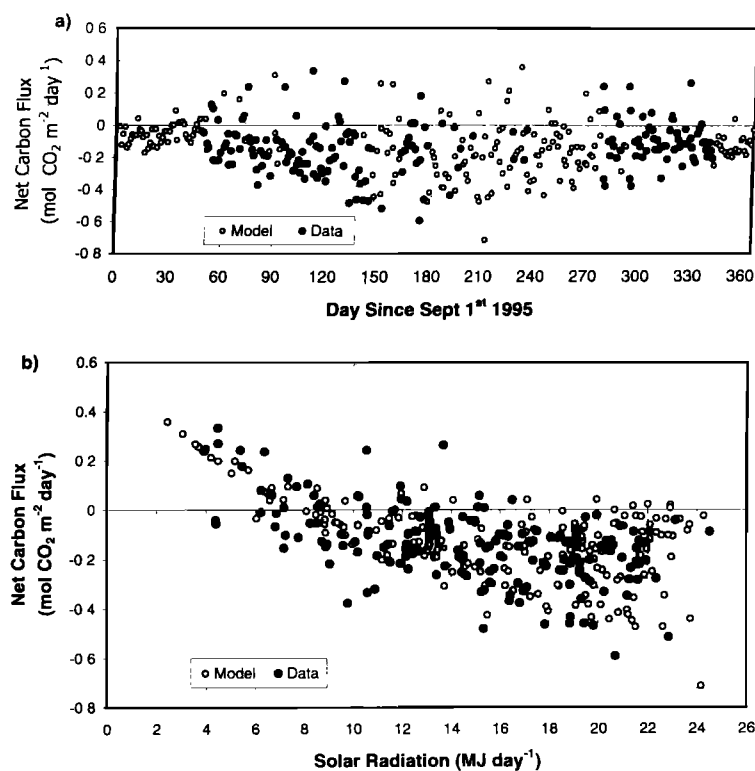 a)
0 6
0 4
0.2
0
-0.2
-0 4
-0 6
-0 8
Net Carbon Flux
(mol CO2 m-2 day-1)
Model Data
0 30 60 90 120 150 180 210 240 270 300 330 360
Day Since Sept 1st 1995
b)
0.6
0.4
0.2
0
-0 2
-0.4
-0 6
-0 8
Net Carbon Flux
(mol CO2 m-2 day-1)
Model Data
0 2 4 6 8 10 12 14 16 18 20 22 24 26
Solar Radiation (MJ day-1)